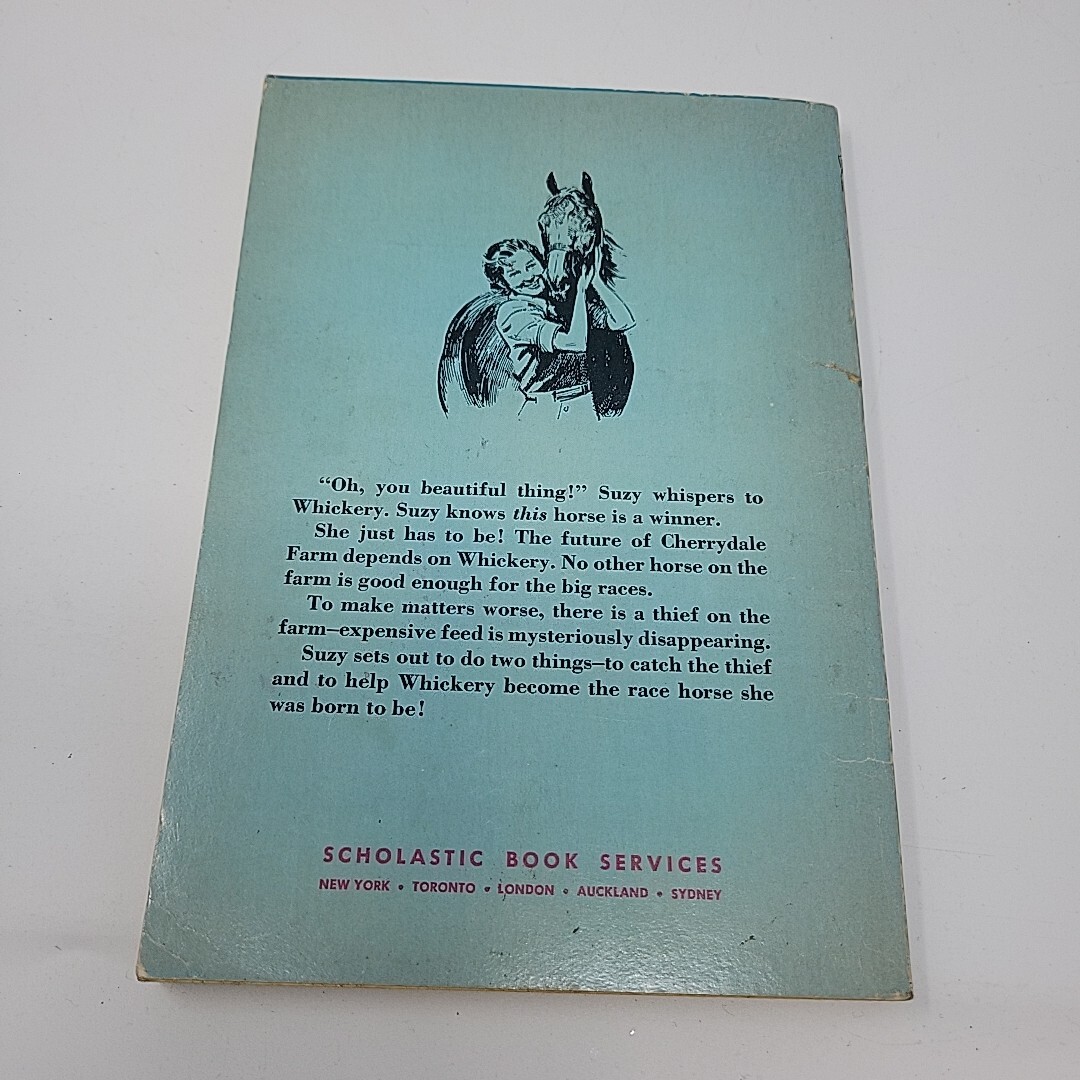 “Oh, you beautiful thing!” Suzy whispers to
Whickery. Suzy knows this horse is a winner.
She just has to be! The future of Cherrydale
Farm depends on Whickery. No other horse on the
farm is good enough for the big races.
To make matters worse, there is a thief on the
farm—expensive feed is mysteriously disappearing.
Suzy sets out to do two things—to catch the thief
and to help Whickery become the race horse she
was born to be!
SCHOLASTIC BOOK SERVICES
NEW YORK • TORONTO • LONDON • AUCKLAND • SYDNEY